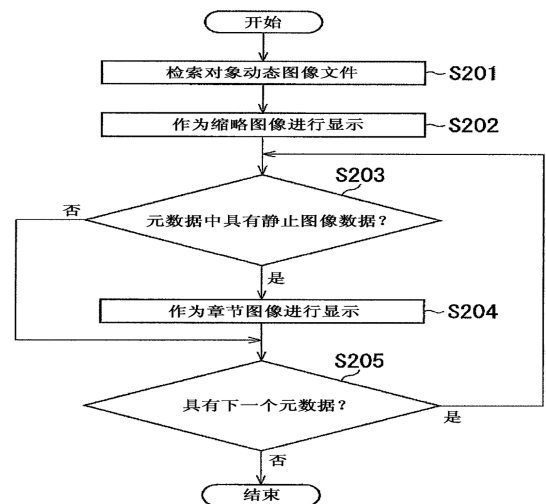 开始
检索对象动态图像文件
S201
作为缩略图像进行显示
S202
S203
否
元数据中具有静止图像数据？
是
作为章节图像进行显示
S204
S205
具有下一个元数据？
是
否
结束